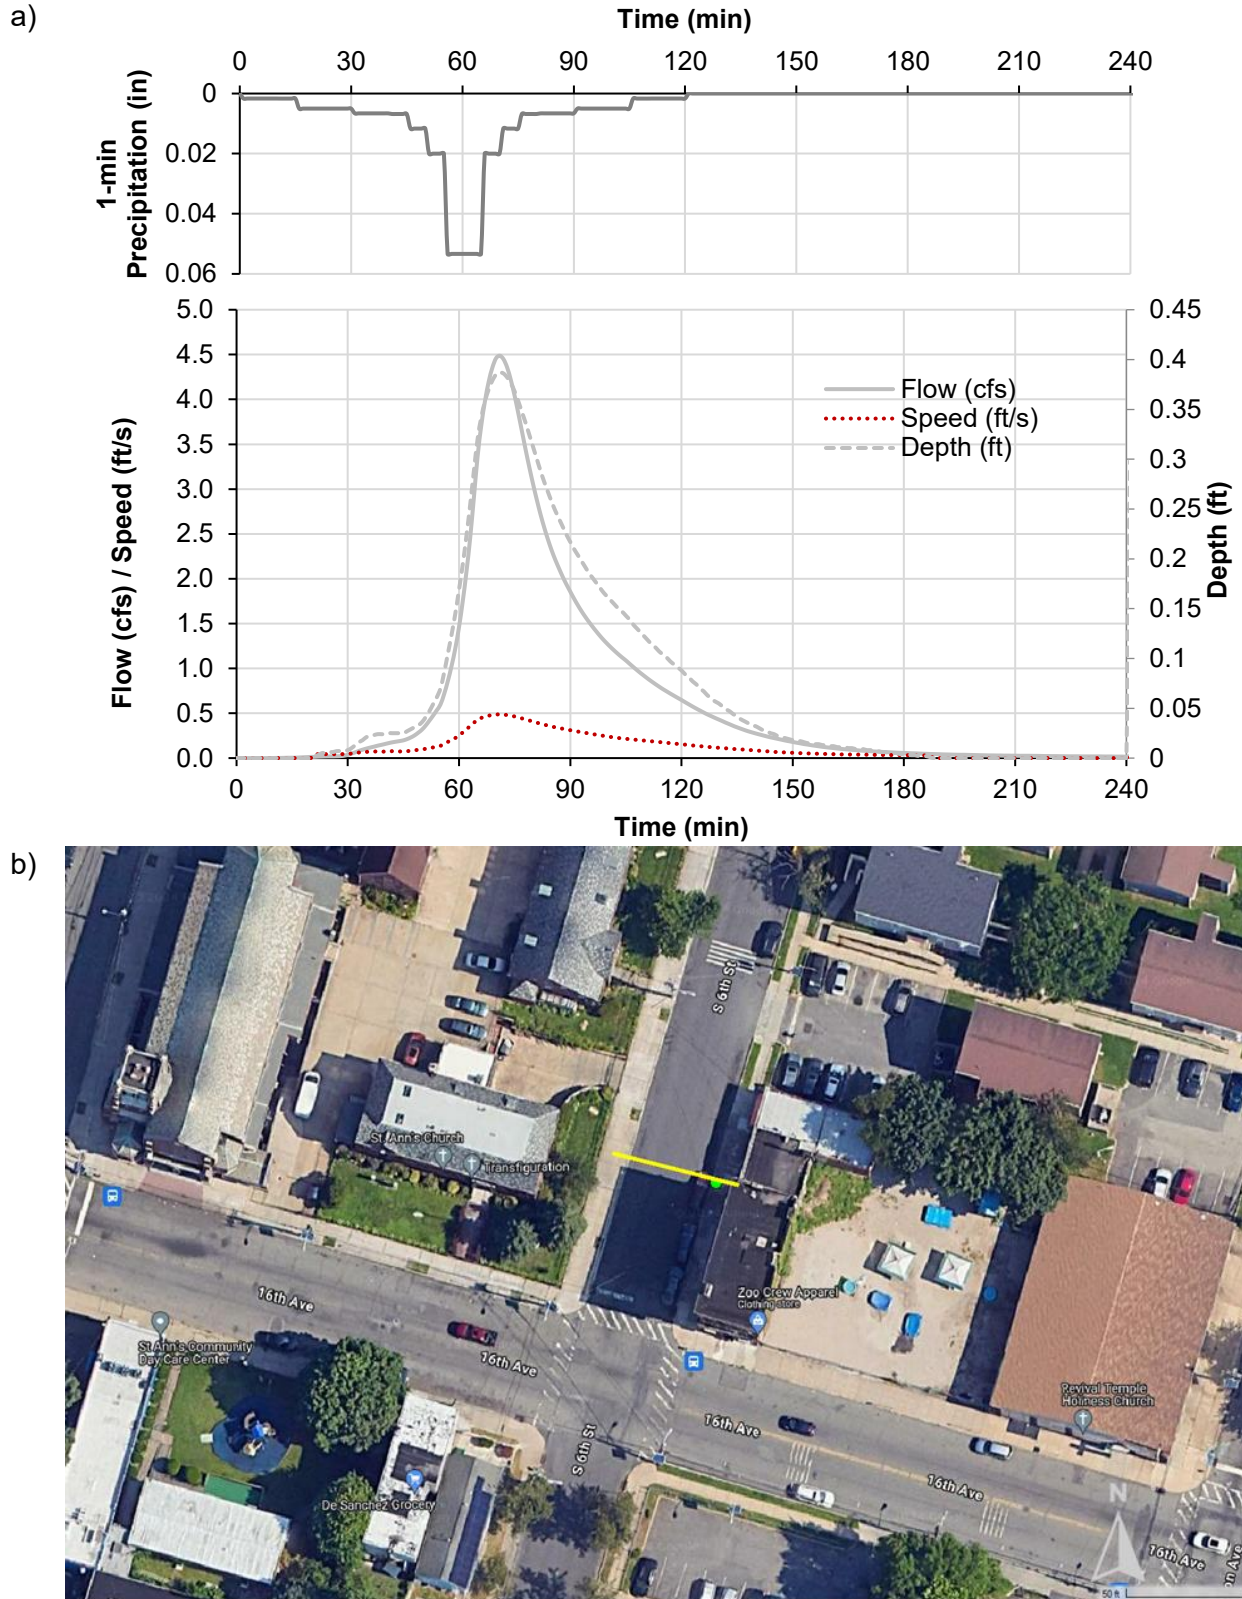 a)
Time (min)
0 30 60 90 120 150 180 210 240
1-min
Precipitation (in)
0
0.02
0.04
0.06
5.0
4.5
4.0
3.5
3.0
2.5
2.0
1.5
1.0
0.5
0.0
Flow (cfs) / Speed (ft/s)
Flow (cfs)
Speed (ft/s)
Depth (ft)
0.45
0.4
0.35
0.3
0.25
0.2
0.15
0.1
0.05
0
Depth (ft)
0 30 60 90 120 150 180 210 240
Time (min)
b)
S 6th St
St. Ann's Church
Transfiguration
16th Ave
Zoo Crew Apparel
Clothing store
St Ann's Community
Day Care Center
16th Ave
16th Ave
Revival Temple
Holiness Church
S 6th St
16th Ave
De Sanchez Grocery
N
16th Ave
50 ft